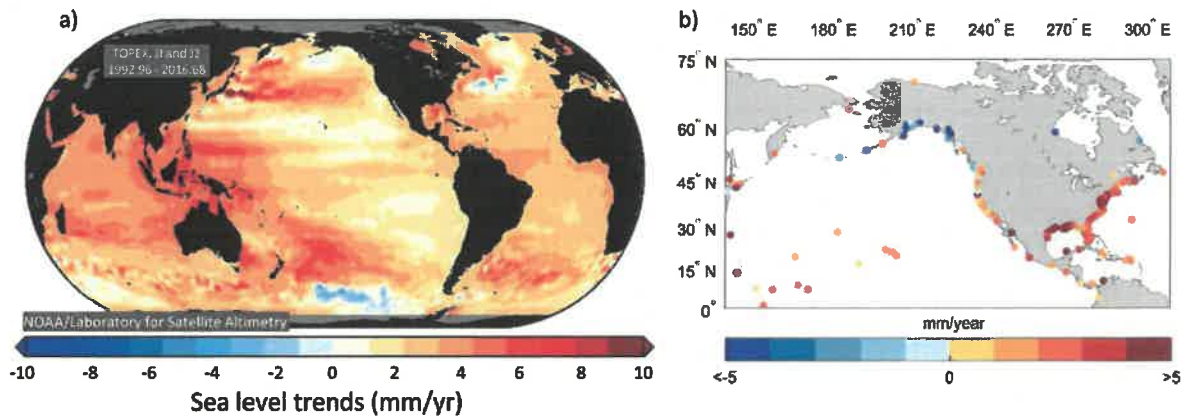 a)
TOPEX, J1 and J2
1992.96 - 2016.68
NOAA/Laboratory for Satellite Altimetry
-10 -8 -6 -4 -2 0 2 4 6 8 10
Sea level trends (mm/yr)
b)
150°E 180°E 210°E 240°E 270°E 300°E
75°N
60°N
45°N
30°N
15°N
0°
mm/year
<-5 0 >5